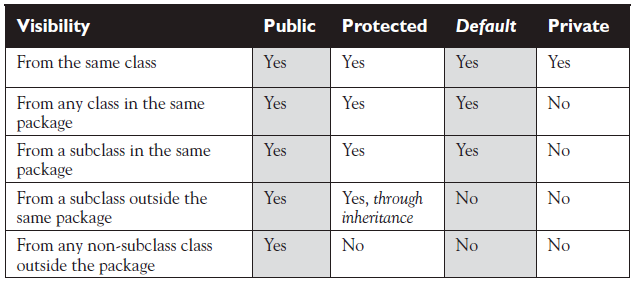 Visibility Public Protected Default Private
From the same class Yes Yes Yes Yes
From any class in the same Yes Yes Yes No
package
From a subclass in the same Yes Yes Yes No
package
From a subclass outside the Yes Yes, through No No
same package inheritance
From any non-subclass class Yes No No No
outside the package